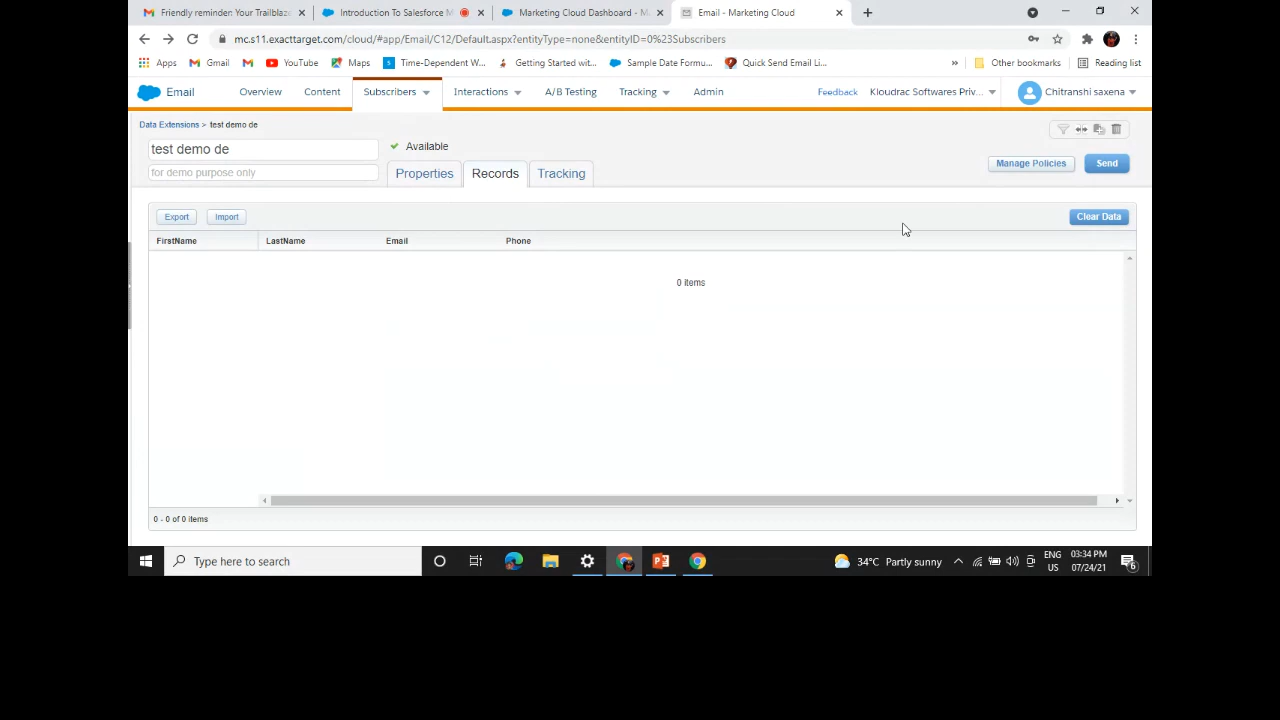 Friendly reminder Your Trailblaze
Introduction To Salesforce M
Marketing Cloud Dashboard - M
Email - Marketing Cloud
mc.s11.exacttarget.com/cloud/#app/Email/C12/Default.aspx?entityType=none&entityID=0%23Subscribers
Apps
Gmail
YouTube
Maps
Time-Dependent W...
Getting Started wit...
Sample Date Formu...
Quick Send Email Li...
»
Other bookmarks
Reading list
Email
Overview
Content
Subscribers
Interactions
A/B Testing
Tracking
Admin
Feedback
Kloudrac Softwares Priv...
Chitranshi saxena
Data Extensions > test demo de
test demo de
Available
for demo purpose only
Properties
Records
Tracking
Manage Policies
Send
Export
Import
Clear Data
FirstName
LastName
Email
Phone
0 items
0 - 0 of 0 items
Type here to search
34°C Partly sunny
ENG
US
03:34 PM
07/24/21
6